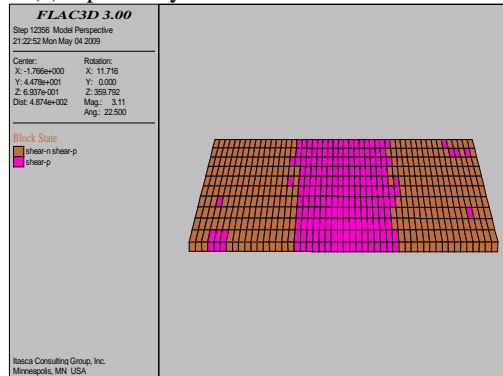 FLAC3D 3.00
Step 12356 Model Perspective
21:22:52 Mon May 04 2009
Center: Rotation:
X: -1.766e+000 X: 11.716
Y: 4.478e+001 Y: 0.000
Z: 6.937e-001 Z: 359.792
Dist: 4.874e+002 Mag.: 3.11
Ang.: 22.500
Block State
shear-n shear-p
shear-p
Itasca Consulting Group, Inc.
Minneapolis, MN USA